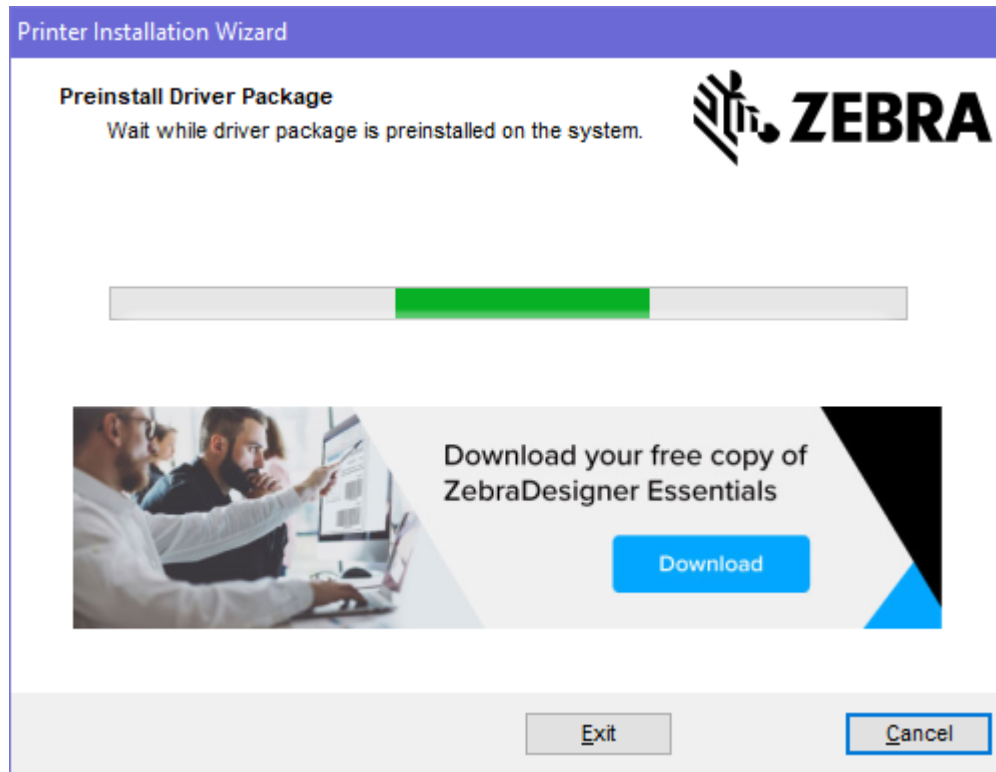 Printer Installation Wizard
Preinstall Driver Package
Wait while driver package is preinstalled on the system.
ZEBRA
Download your free copy of
ZebraDesigner Essentials
Download
Exit
Cancel